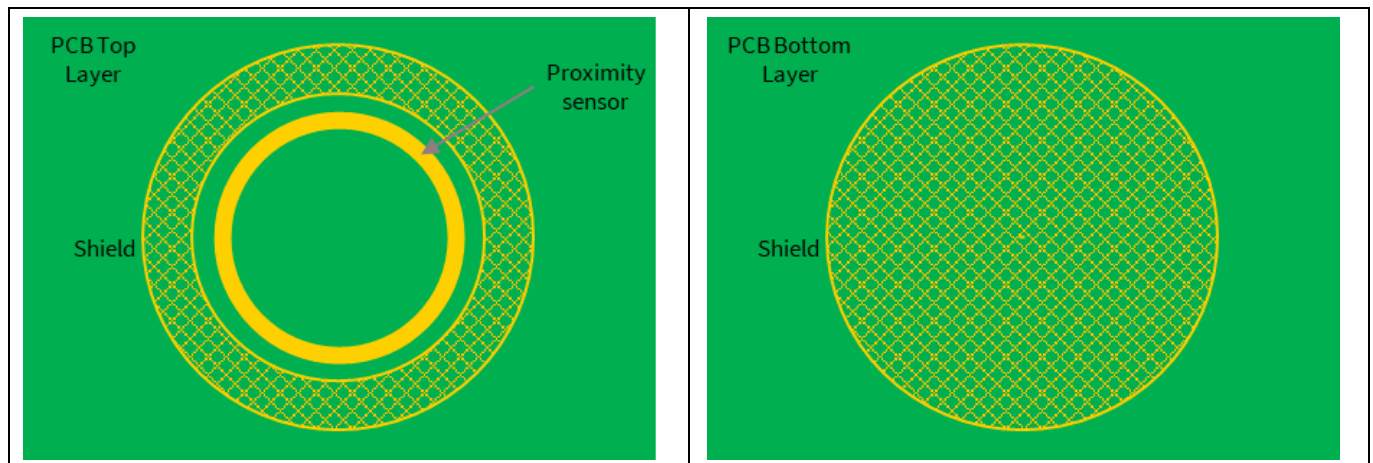 PCB Top
Layer
Proximity
sensor
Shield
PCB Bottom
Layer
Shield